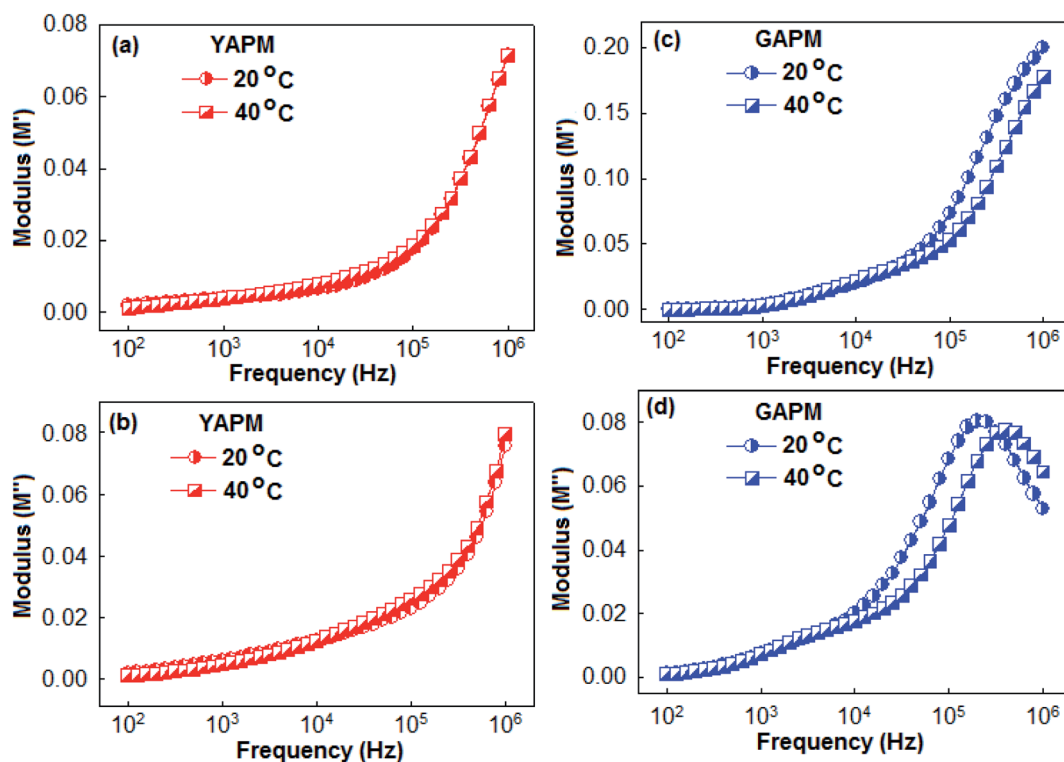 (a)
YAPM
20 °C
40 °C
Modulus (M')
0.08
0.06
0.04
0.02
0.00
10²
10³
10⁴
10⁵
10⁶
Frequency (Hz)
(c)
GAPM
20 °C
40 °C
Modulus (M')
0.20
0.15
0.10
0.05
0.00
10²
10³
10⁴
10⁵
10⁶
Frequency (Hz)
(b)
YAPM
20 °C
40 °C
Modulus (M'')
0.08
0.06
0.04
0.02
0.00
10²
10³
10⁴
10⁵
10⁶
Frequency (Hz)
(d)
GAPM
20 °C
40 °C
Modulus (M'')
0.08
0.06
0.04
0.02
0.00
10²
10³
10⁴
10⁵
10⁶
Frequency (Hz)